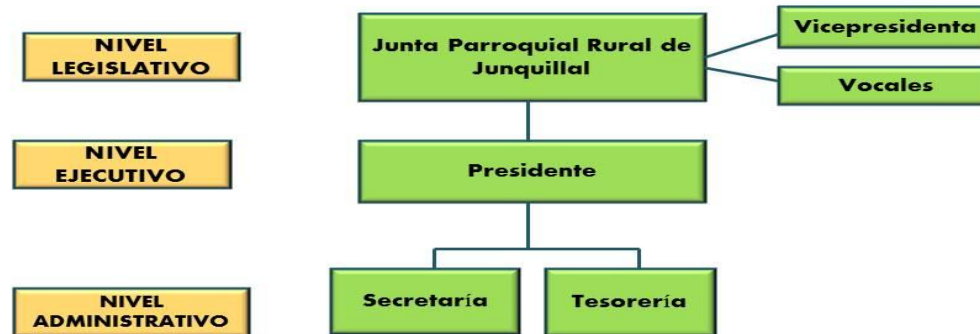 NIVEL
LEGISLATIVO
Junta Parroquial Rural de
Junquillal
Vicepresidenta
Vocales
NIVEL
EJECUTIVO
Presidente
NIVEL
ADMINISTRATIVO
Secretaría
Tesorería